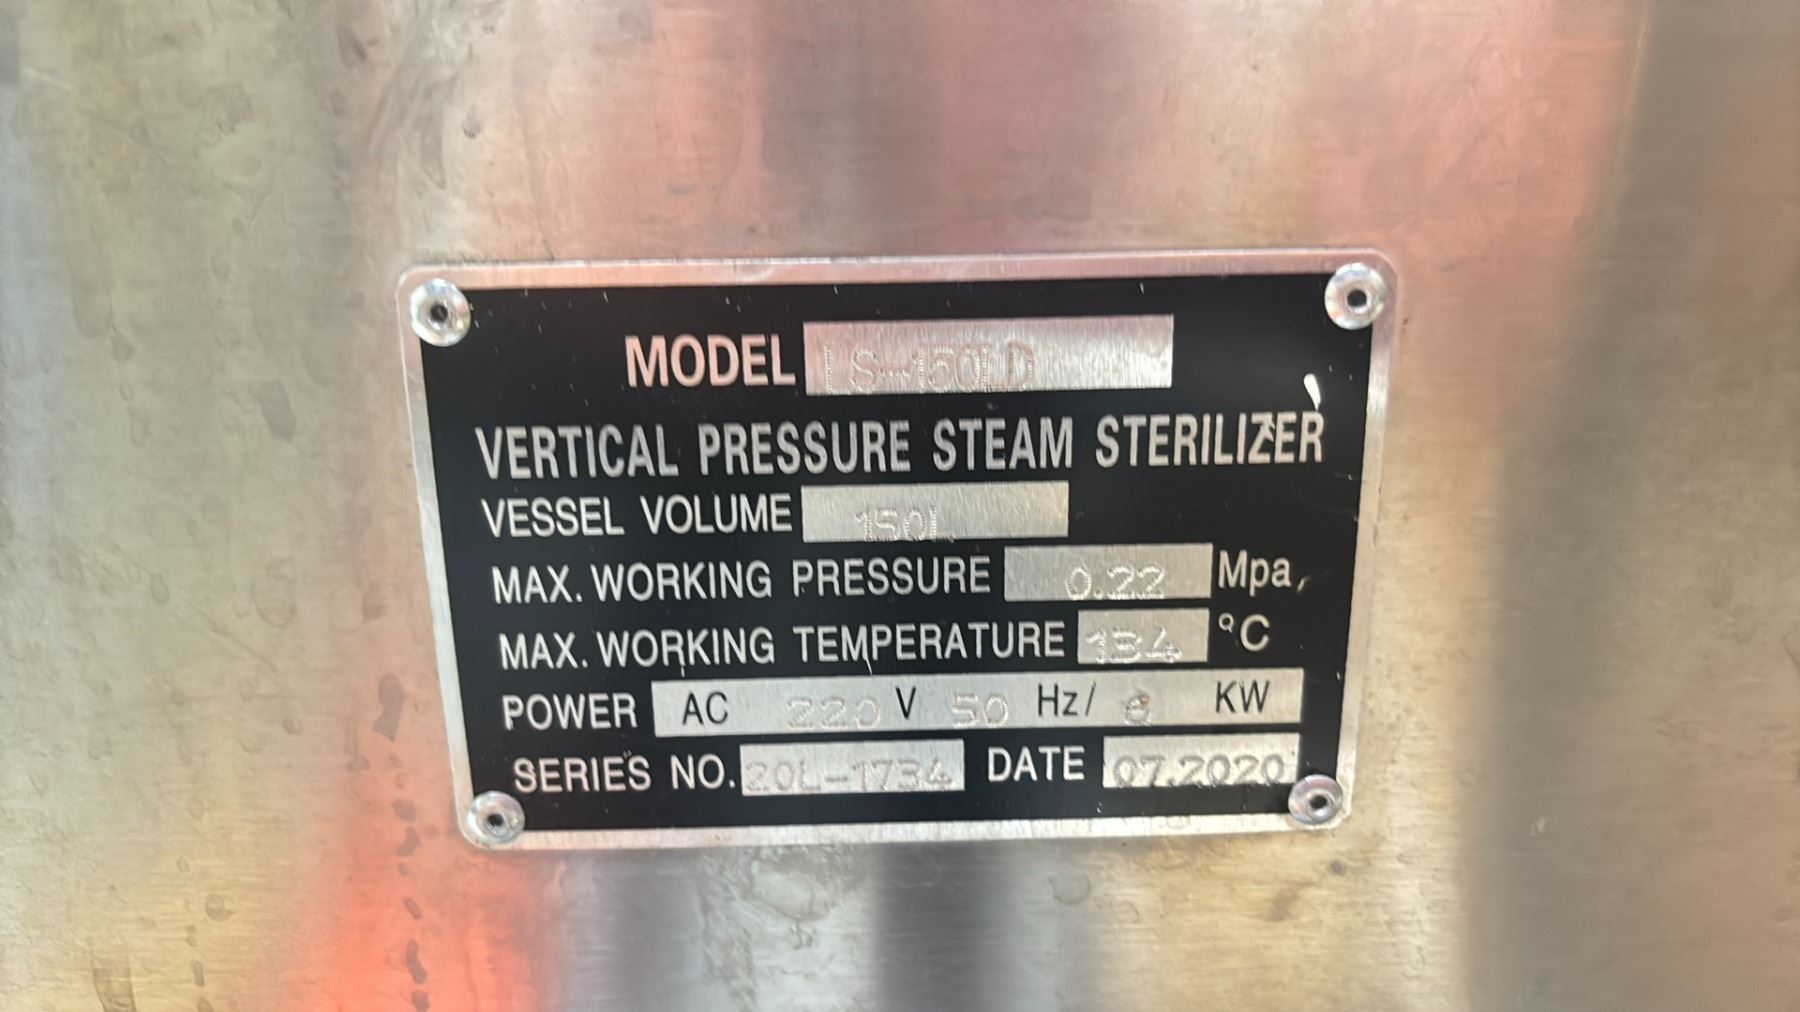 MODEL LS-150LD
VERTICAL PRESSURE STEAM STERILIZER
VESSEL VOLUME 150L
MAX. WORKING PRESSURE 0.22 Mpa,
MAX. WORKING TEMPERATURE 134 °C
POWER AC 220 V 50 Hz/ 6 KW
SERIES NO. 20L-1734 DATE 07.2020